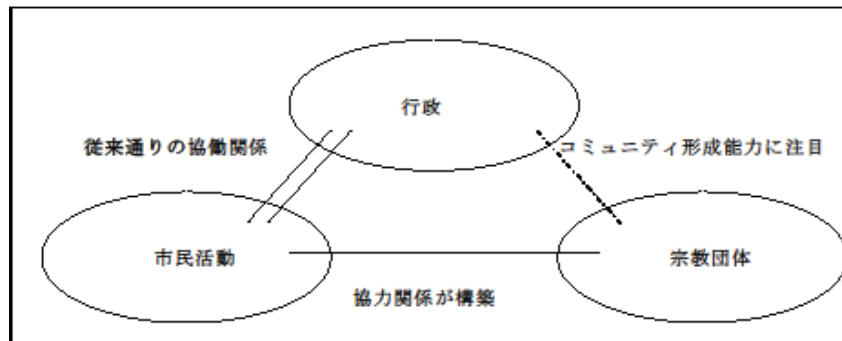 行政
従来通りの協働関係
コミュニティ形成能力に注目
市民活動
宗教団体
協力関係が構築